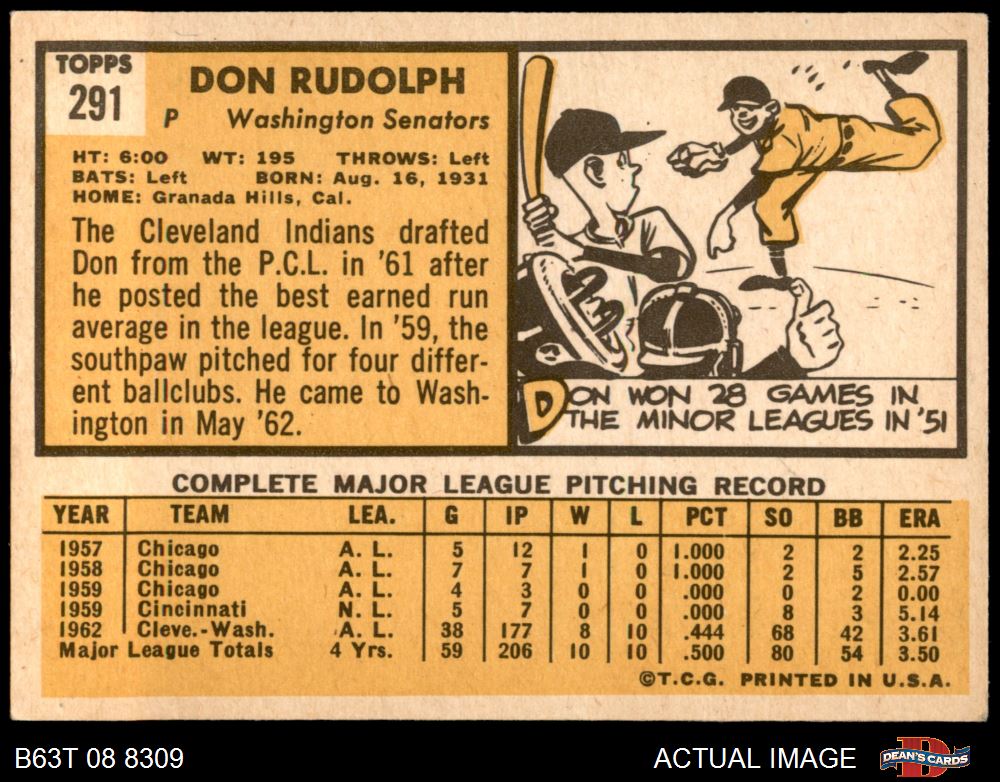 TOPPS
291
DON RUDOLPH
P Washington Senators
HT: 6:00 WT: 195 THROWS: Left
BATS: Left BORN: Aug. 16, 1931
HOME: Granada Hills, Cal.
The Cleveland Indians drafted
Don from the P.C.L. in '61 after
he posted the best earned run
average in the league. In '59, the
southpaw pitched for four differ-
ent ballclubs. He came to Wash-
ington in May '62.
DON WON 28 GAMES IN
THE MINOR LEAGUES IN '51
COMPLETE MAJOR LEAGUE PITCHING RECORD
YEAR TEAM LEA. G IP W L PCT SO BB ERA
1957 Chicago A. L. 5 12 1 0 1.000 2 2 2.25
1958 Chicago A. L. 7 7 1 0 1.000 2 5 2.57
1959 Chicago A. L. 4 3 0 0 .000 0 2 0.00
1959 Cincinnati N. L. 5 7 0 0 .000 8 3 5.14
1962 Cleve.-Wash. A. L. 38 177 8 10 .444 68 42 3.61
Major League Totals 4 Yrs. 59 206 10 10 .500 80 54 3.50
©T.C.G. PRINTED IN U.S.A.
B63T 08 8309 ACTUAL IMAGE DEAN'S CARDS